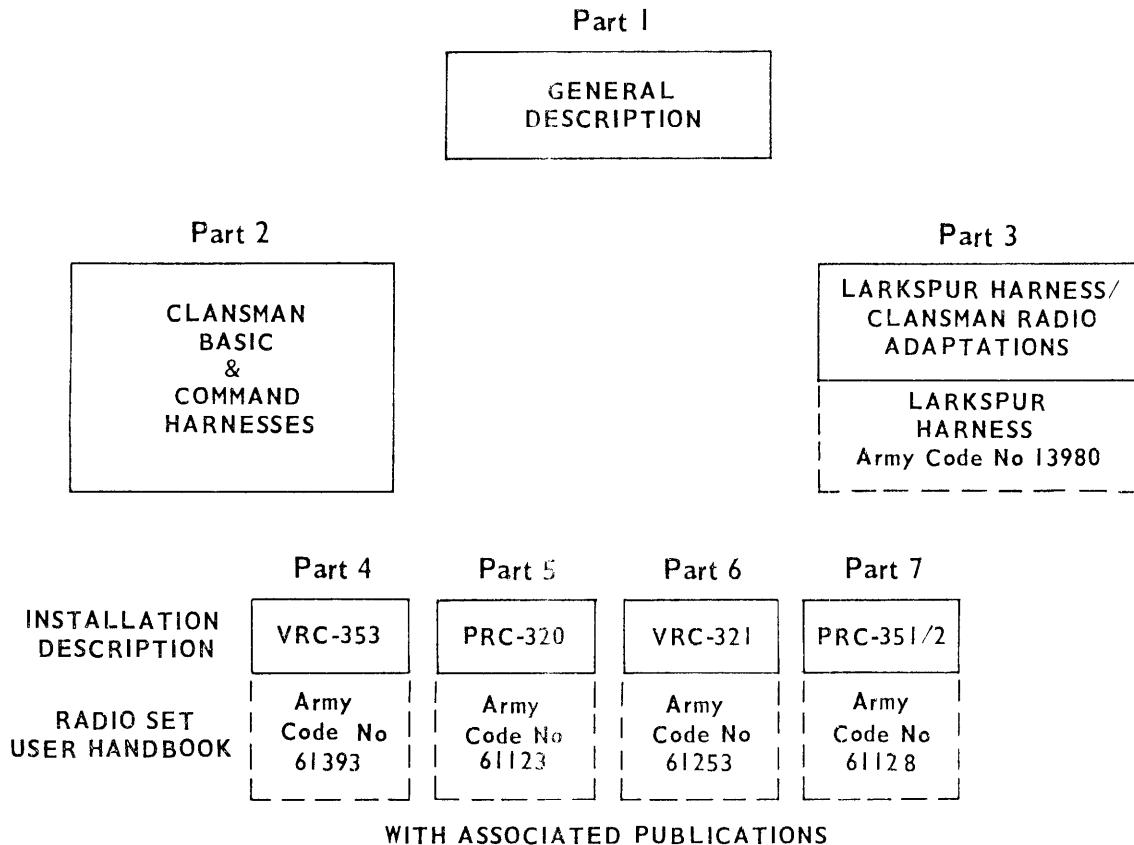 Part 1
GENERAL
DESCRIPTION
Part 2
CLANSMAN
BASIC
&
COMMAND
HARNESSES
Part 3
LARKSPUR HARNESS/
CLANSMAN RADIO
ADAPTATIONS
LARKSPUR
HARNESS
Army Code No 13980
Part 4
Part 5
Part 6
Part 7
INSTALLATION
DESCRIPTION
VRC-353
PRC-320
VRC-321
PRC-351/2
RADIO SET
USER HANDBOOK
Army
Code No
61393
Army
Code No
61123
Army
Code No
61253
Army
Code No
61128
WITH ASSOCIATED PUBLICATIONS